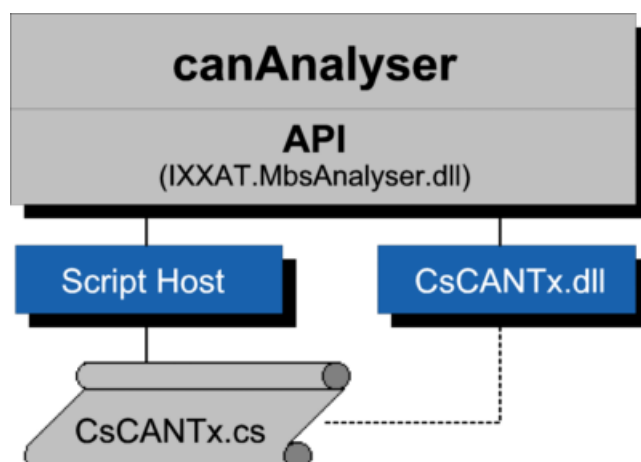 canAnalyser
API
(IXXAT.MbsAnalyser.dll)
Script Host
CsCANTx.dll
CsCANTx.cs